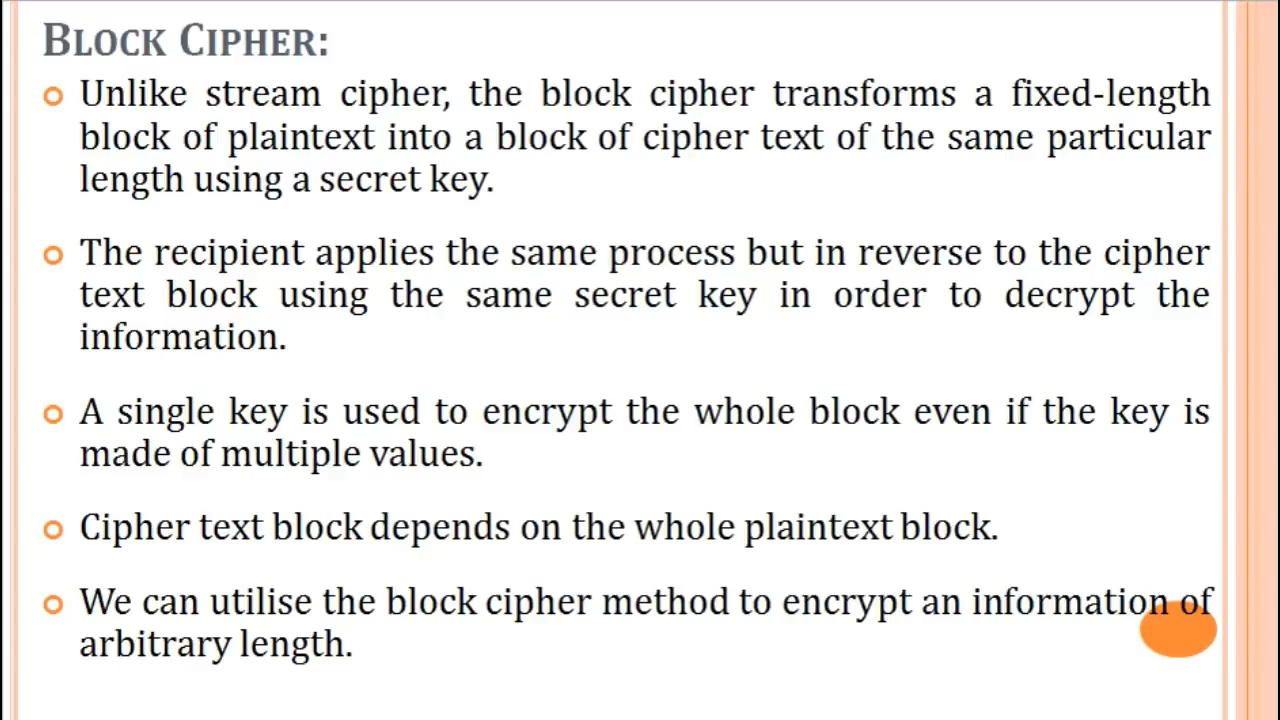 BLOCK CIPHER:
Unlike stream cipher, the block cipher transforms a fixed-length
block of plaintext into a block of cipher text of the same particular
length using a secret key.
The recipient applies the same process but in reverse to the cipher
text block using the same secret key in order to decrypt the
information.
A single key is used to encrypt the whole block even if the key is
made of multiple values.
Cipher text block depends on the whole plaintext block.
We can utilise the block cipher method to encrypt an information of
arbitrary length.